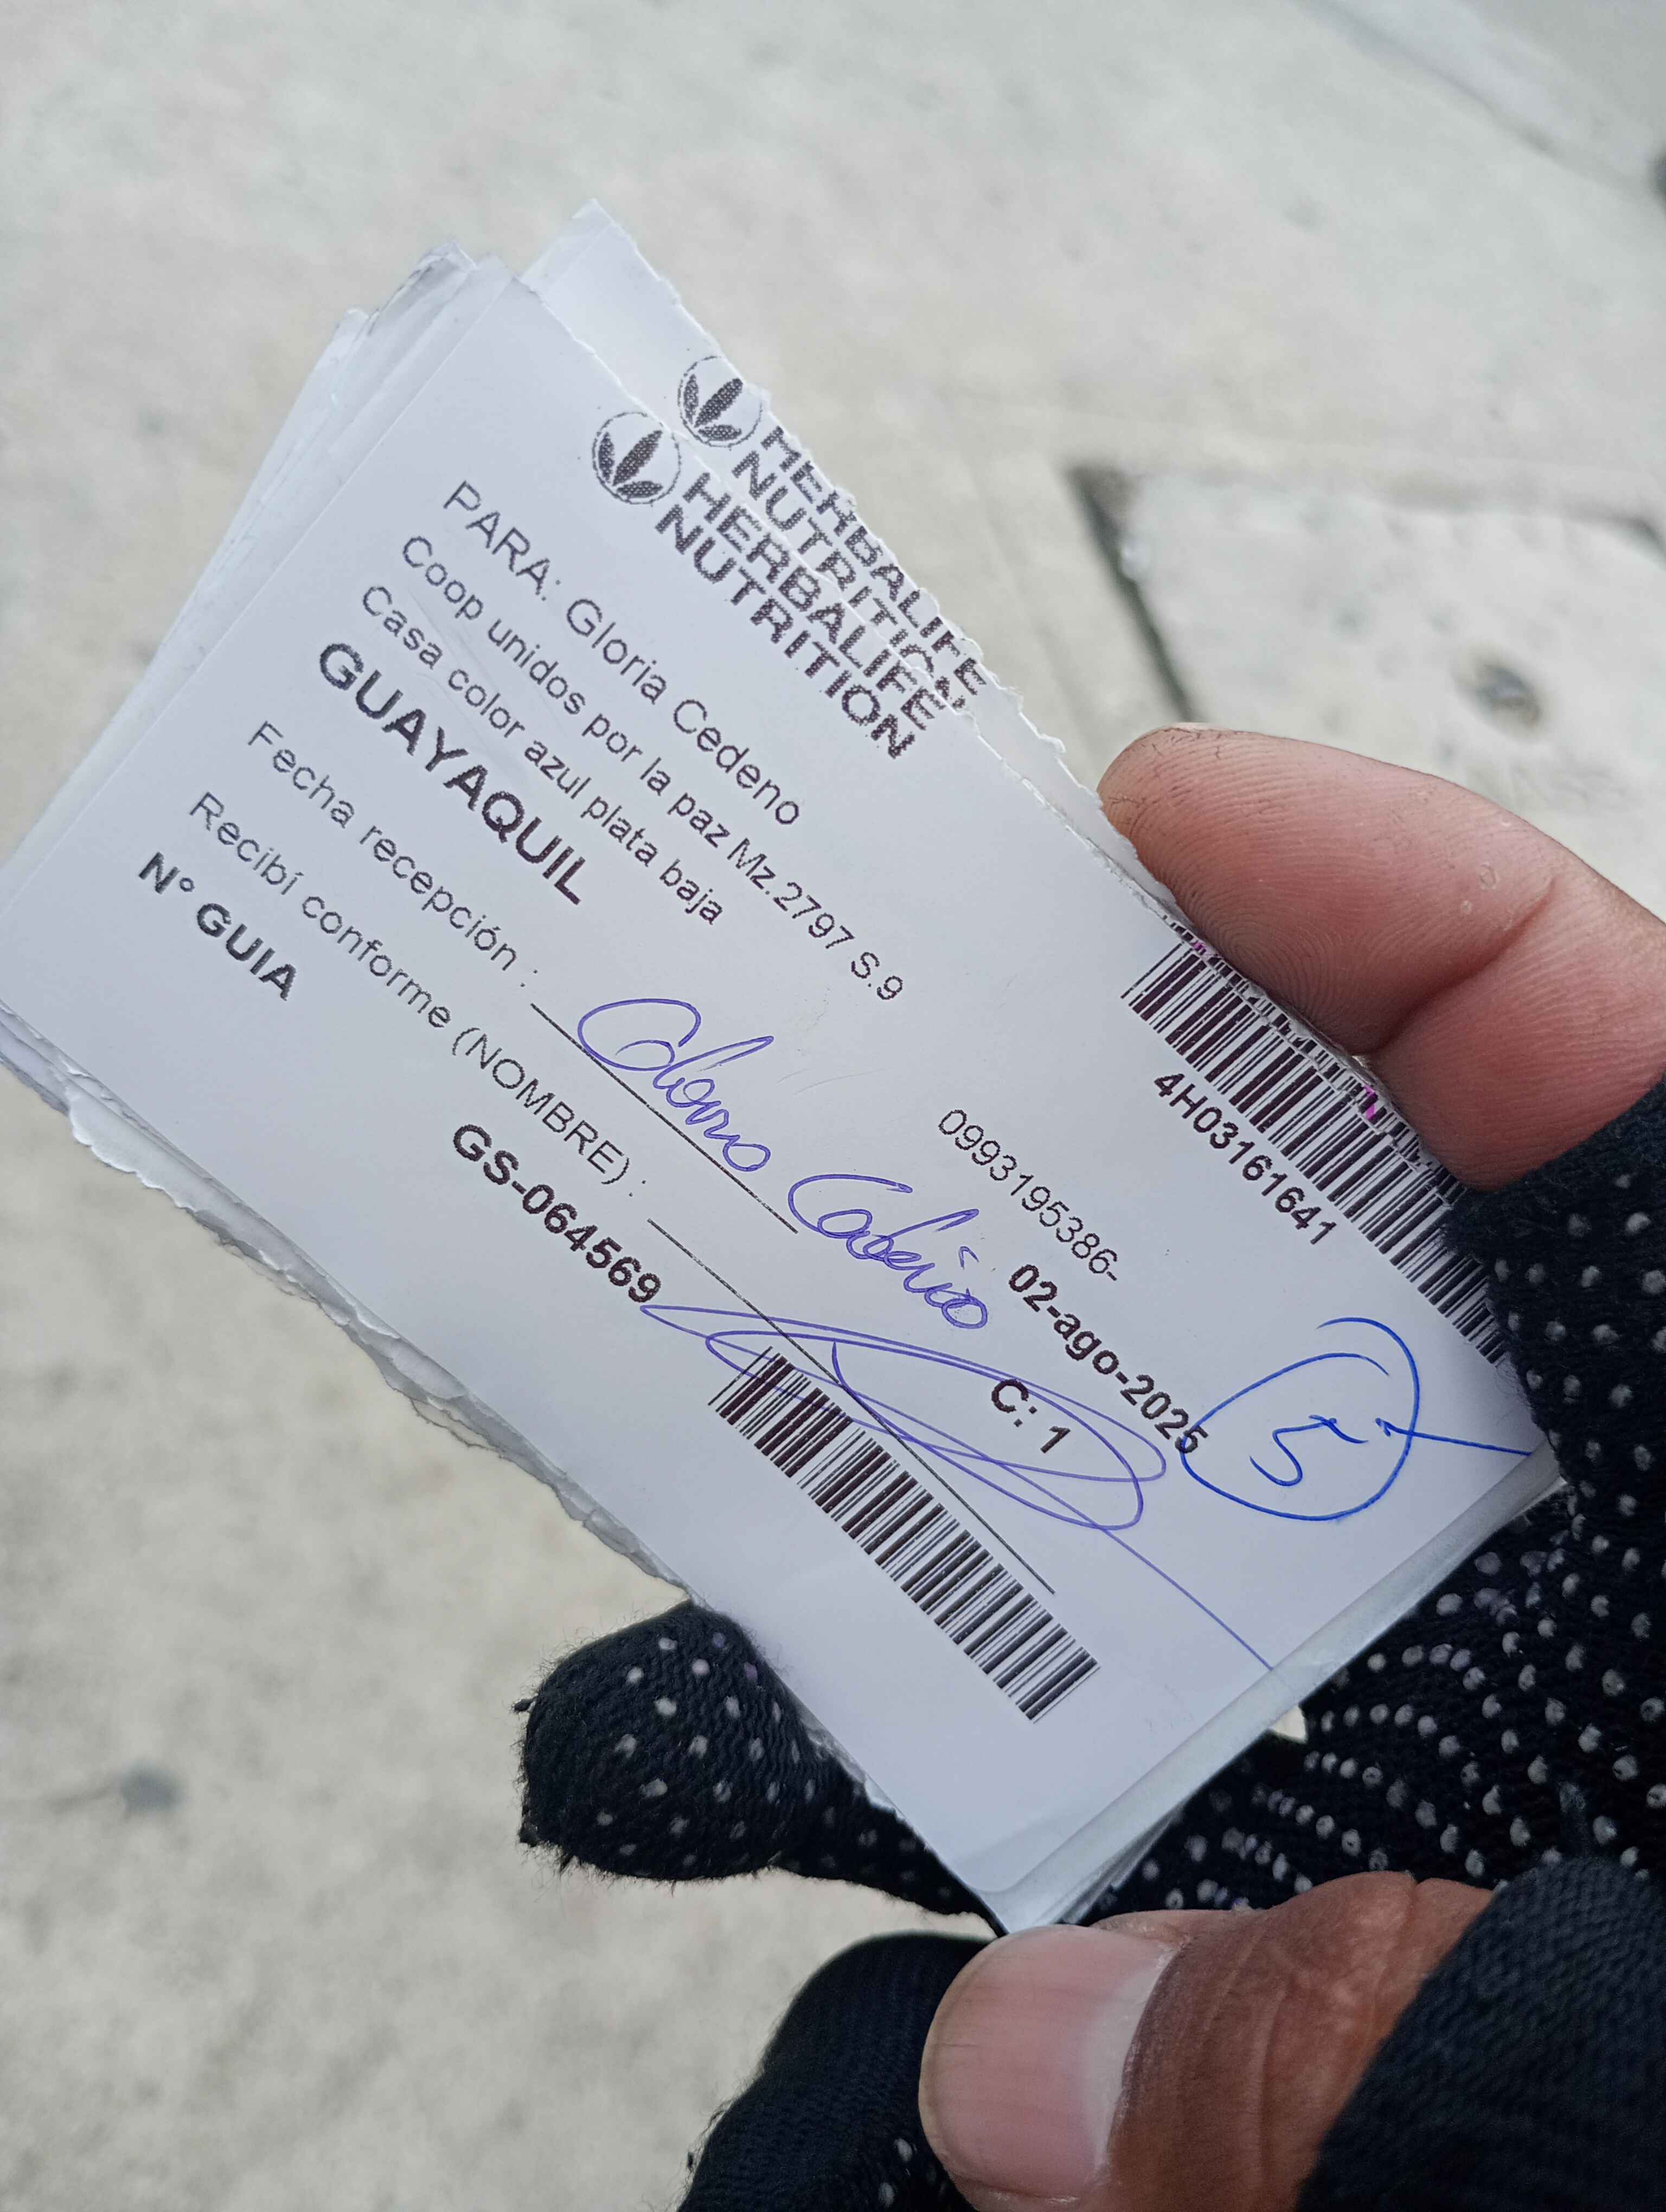 HERBALIFE
NUTRITION
HERBALIFE
NUTRITION
4H03161641
PARA: Gloria Cedeno
Coop unidos por la paz Mz.2797 S.9
Casa color azul plata baja
0993195386-
GUAYAQUIL
02-ago-2025
5
Fecha recepción :
C: 1
Recibí conforme (NOMBRE) :
N° GUIA
GS-064569